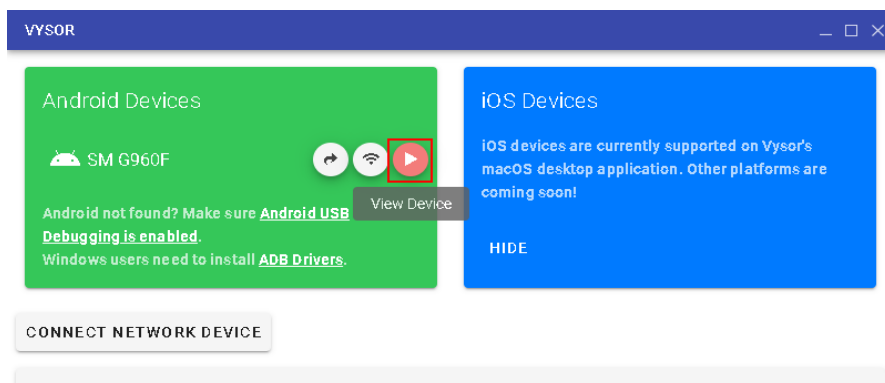 VYSOR
Android Devices
SM G960F
View Device
Android not found? Make sure Android USB
Debugging is enabled.
Windows users need to install ADB Drivers.
iOS Devices
iOS devices are currently supported on Vysor's
macOS desktop application. Other platforms are
coming soon!
HIDE
CONNECT NETWORK DEVICE